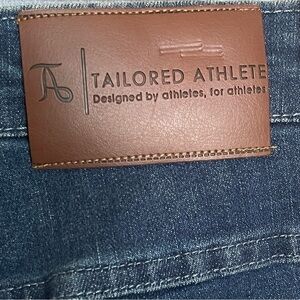 TA
TAILORED ATHLETE
Designed by athletes, for athletes